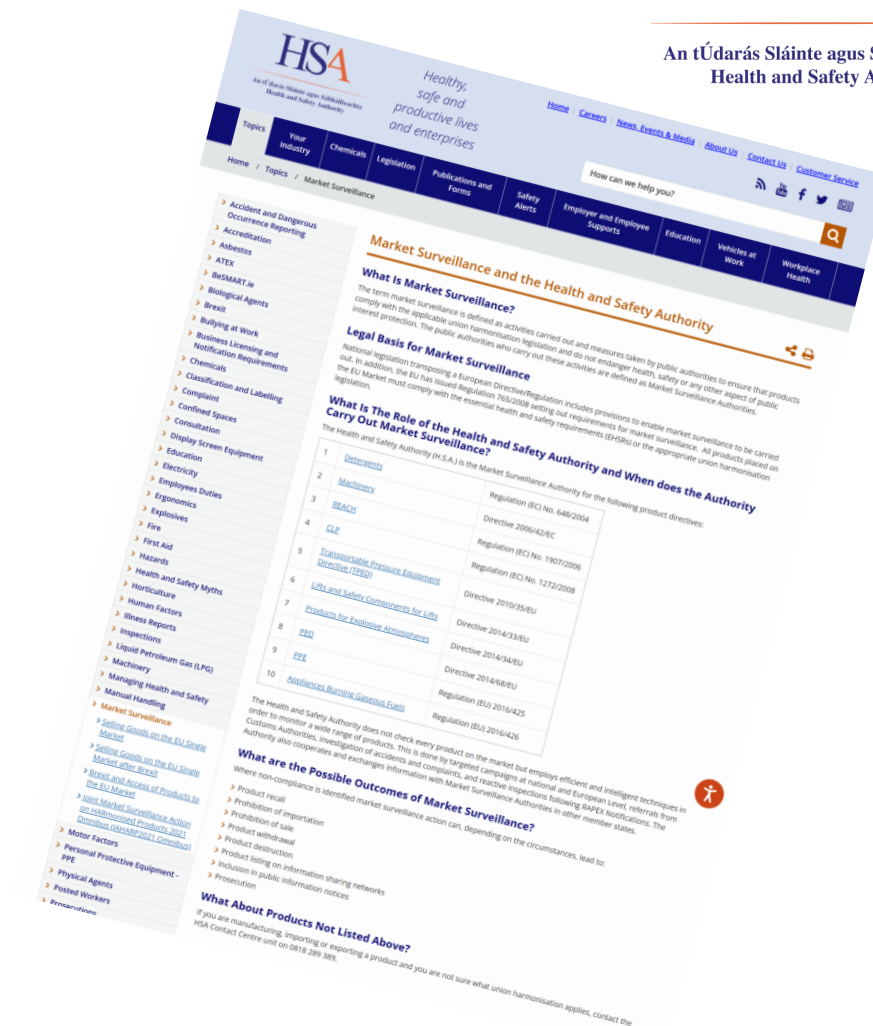 An tÚdarás Sláinte agus
Health and Safety
HSA
An tÚdarás Sláinte agus Sábháilteachta
Health and Safety Authority
Healthy,
safe and
productive lives
and enterprises
Home
Careers
News, Events & Media
About Us
Contact Us
Customer Service
How can we help you?
Topics
Your
Industry
Chemicals
Legislation
Publications and
Forms
Safety
Alerts
Employer and Employee
Supports
Education
Vehicles at
Work
Workplace
Health
Home / Topics / Market Surveillance
Accident and Dangerous
Occurrence Reporting
Accreditation
Asbestos
ATEX
BeSMART.ie
Biological Agents
Brexit
Bullying at Work
Business Licensing and
Notification Requirements
Chemicals
Classification and Labelling
Complaint
Confined Spaces
Consultation
Display Screen Equipment
Education
Electricity
Employees Duties
Ergonomics
Explosives
Fire
First Aid
Hazards
Health and Safety Myths
Horticulture
Human Factors
Illness Reports
Inspections
Liquid Petroleum Gas (LPG)
Machinery
Managing Health and Safety
Manual Handling
Market Surveillance
Selling Goods on the EU Single
Market
Selling Goods on the EU Single
Market after Brexit
Brexit and Access of Products to
the EU Market
Joint Market Surveillance Action
on HARmonised Products 2021
Omnibus (JAHARP2021 Omnibus)
Motor Factors
Personal Protective Equipment -
PPE
Physical Agents
Posted Workers
Prosecutions
Market Surveillance and the Health and Safety Authority
What Is Market Surveillance?
The term market surveillance is defined as activities carried out and measures taken by public authorities to ensure that products
comply with the applicable union harmonisation legislation and do not endanger health, safety or any other aspect of public
interest protection. The public authorities who carry out these activities are defined as Market Surveillance Authorities.
Legal Basis for Market Surveillance
National legislation transposing a European Directive/Regulation includes provisions to enable market surveillance to be carried
out. In addition, the EU has issued Regulation 765/2008 setting out requirements for market surveillance. All products placed on
the EU Market must comply with the essential health and safety requirements (EHSRs) or the appropriate union harmonisation
legislation.
What Is The Role of the Health and Safety Authority and When does the Authority
Carry Out Market Surveillance?
The Health and Safety Authority (H.S.A.) is the Market Surveillance Authority for the following product directives:
1 Detergents Regulation (EC) No. 648/2004
2 Machinery Directive 2006/42/EC
3 REACH Regulation (EC) No. 1907/2006
4 CLP Regulation (EC) No. 1272/2008
5 Transportable Pressure Equipment
Directive (TPED) Directive 2010/35/EU
6 Lifts and Safety Components for Lifts Directive 2014/33/EU
7 Products for Explosive Atmospheres Directive 2014/34/EU
8 PED Directive 2014/68/EU
9 PPE Regulation (EU) 2016/425
10 Appliances Burning Gaseous Fuels Regulation (EU) 2016/426
The Health and Safety Authority does not check every product on the market but employs efficient and intelligent techniques in
order to monitor a wide range of products. This is done by targeted campaigns at national and European Level, referrals from
Customs Authorities, investigation of accidents and complaints, and reactive inspections following RAPEX Notifications. The
Authority also cooperates and exchanges information with Market Surveillance Authorities in other member states.
What are the Possible Outcomes of Market Surveillance?
Where non-compliance is identified market surveillance action can, depending on the circumstances, lead to:
Product recall
Prohibition of importation
Prohibition of sale
Product withdrawal
Product destruction
Product listing on information sharing networks
Inclusion in public information notices
Prosecution
What About Products Not Listed Above?
If you are manufacturing, importing or exporting a product and you are not sure what union harmonisation applies, contact the
HSA Contact Centre unit on 0818 289 389.